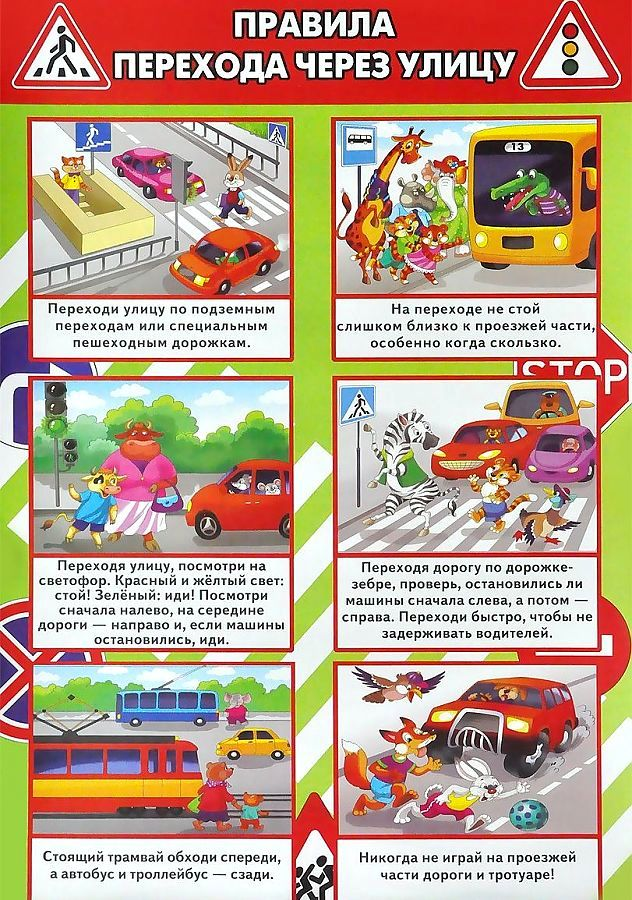 ПРАВИЛА
ПЕРЕХОДА ЧЕРЕЗ УЛИЦУ
Переходи улицу по подземным
переходам или специальным
пешеходным дорожкам.
13
На переходе не стой
слишком близко к проезжей части,
особенно когда скользко.
STOP
Переходя улицу, посмотри на
светофор. Красный и жёлтый свет:
стой! Зелёный: иди! Посмотри
сначала налево, на середине
дороги — направо и, если машины
остановились, иди.
Переходя дорогу по дорожке-
зебре, проверь, остановились ли
машины сначала слева, а потом —
справа. Переходи быстро, чтобы не
задерживать водителей.
Стоящий трамвай обходи спереди,
а автобус и троллейбус — сзади.
Никогда не играй на проезжей
части дороги и тротуаре!